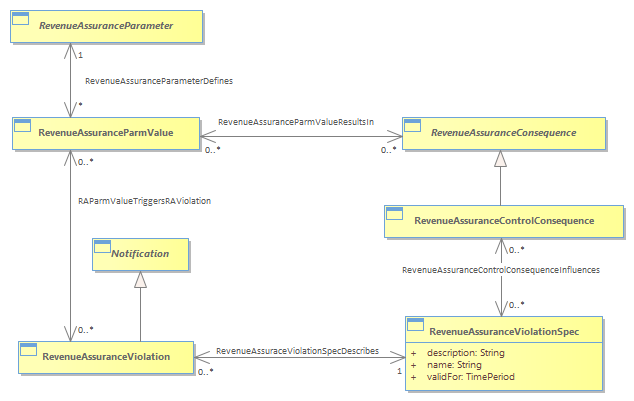 RevenueAssuranceParameter
1
RevenueAssuranceParameterDefines
*
RevenueAssuranceParmValue
RevenueAssuranceParmValueResultsIn
RevenueAssuranceConsequence
0..*
0..*
0..*
RAParmValueTriggersRAViolation
RevenueAssuranceControlConsequence
Notification
0..*
RevenueAssuranceControlConsequenceInfluences
0..*
0..*
RevenueAssuranceViolationSpec
RevenueAssuranceViolation
RevenueAssuraceViolationSpecDescribes
0..*
1
+ description: String
+ name: String
+ validFor: TimePeriod